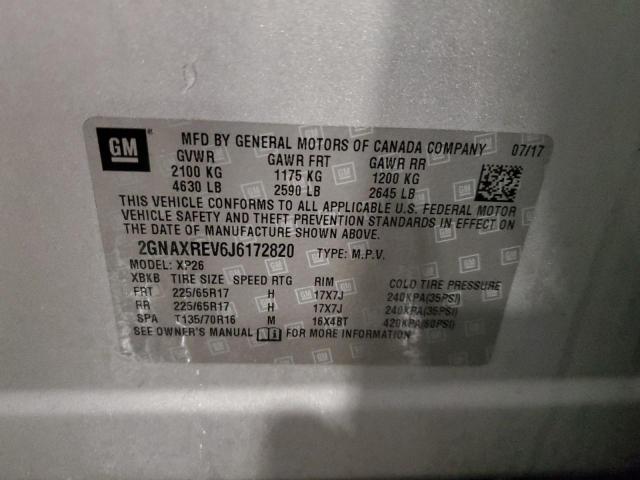 GM
MFD BY GENERAL MOTORS OF CANADA COMPANY 07/17
GVWR GAWR FRT GAWR RR
2100 KG 1175 KG 1200 KG
4630 LB 2590 LB 2645 LB
THIS VEHICLE CONFORMS TO ALL APPLICABLE U.S. FEDERAL MOTOR
VEHICLE SAFETY AND THEFT PREVENTION STANDARDS IN EFFECT ON
THE DATE OF MANUFACTURE SHOWN ABOVE.
2GNAXREV6J6172820 TYPE: M.P.V.
MODEL: XP26
XBKB TIRE SIZE SPEED RTG RIM COLD TIRE PRESSURE
FRT 225/65R17 H 17X7J 240KPA(35PSI)
RR 225/65R17 H 17X7J 240KPA(35PSI)
SPA T135/70R16 M 16X4BT 420KPA(60PSI)
SEE OWNER'S MANUAL FOR MORE INFORMATION